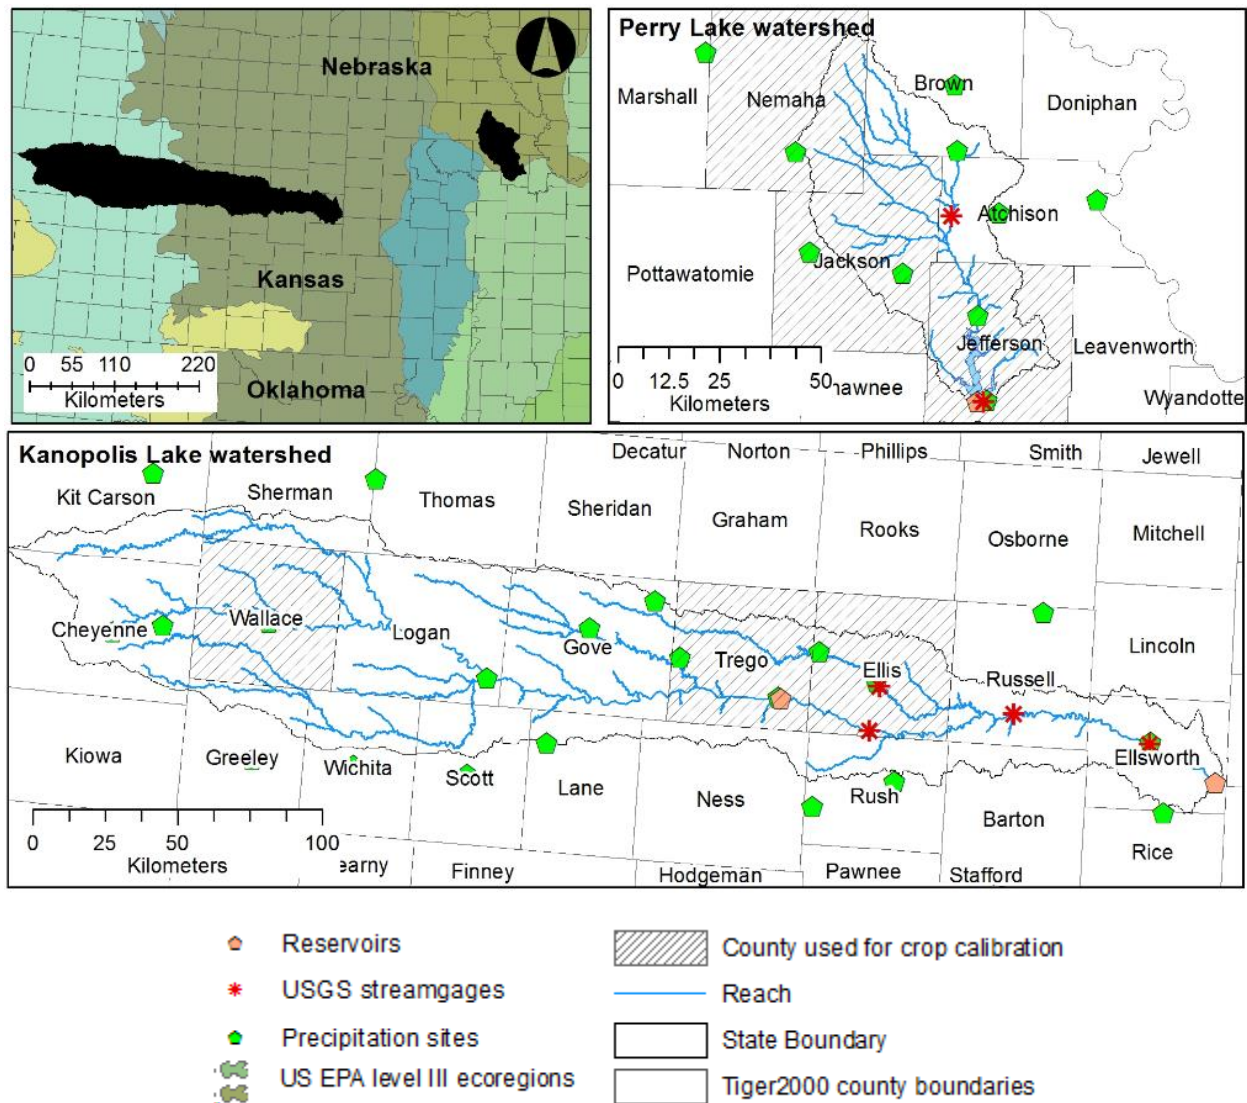 Nebraska
Kansas
Oklahoma
0 55 110 220
Kilometers
Perry Lake watershed
Marshall
Nemaha
Brown
Doniphan
Atchison
Pottawatomie
Jackson
Jefferson
Leavenworth
Wyandotte
hawnee
0 12.5 25 50
Kilometers
Kanopolis Lake watershed
Decatur Norton Phillips Smith Jewell
Kit Carson Sherman Thomas Sheridan Graham Rooks Osborne Mitchell
Cheyenne Wallace Logan Gove Trego Ellis Russell Lincoln
Kiowa Greeley Wichita Scott Lane Ness Rush Barton Ellsworth
Rice
0 25 50 100
Kilometers
earny Finney Hodgeman Pawnee Stafford
Reservoirs
USGS streamgages
Precipitation sites
US EPA level III ecoregions
County used for crop calibration
Reach
State Boundary
Tiger2000 county boundaries